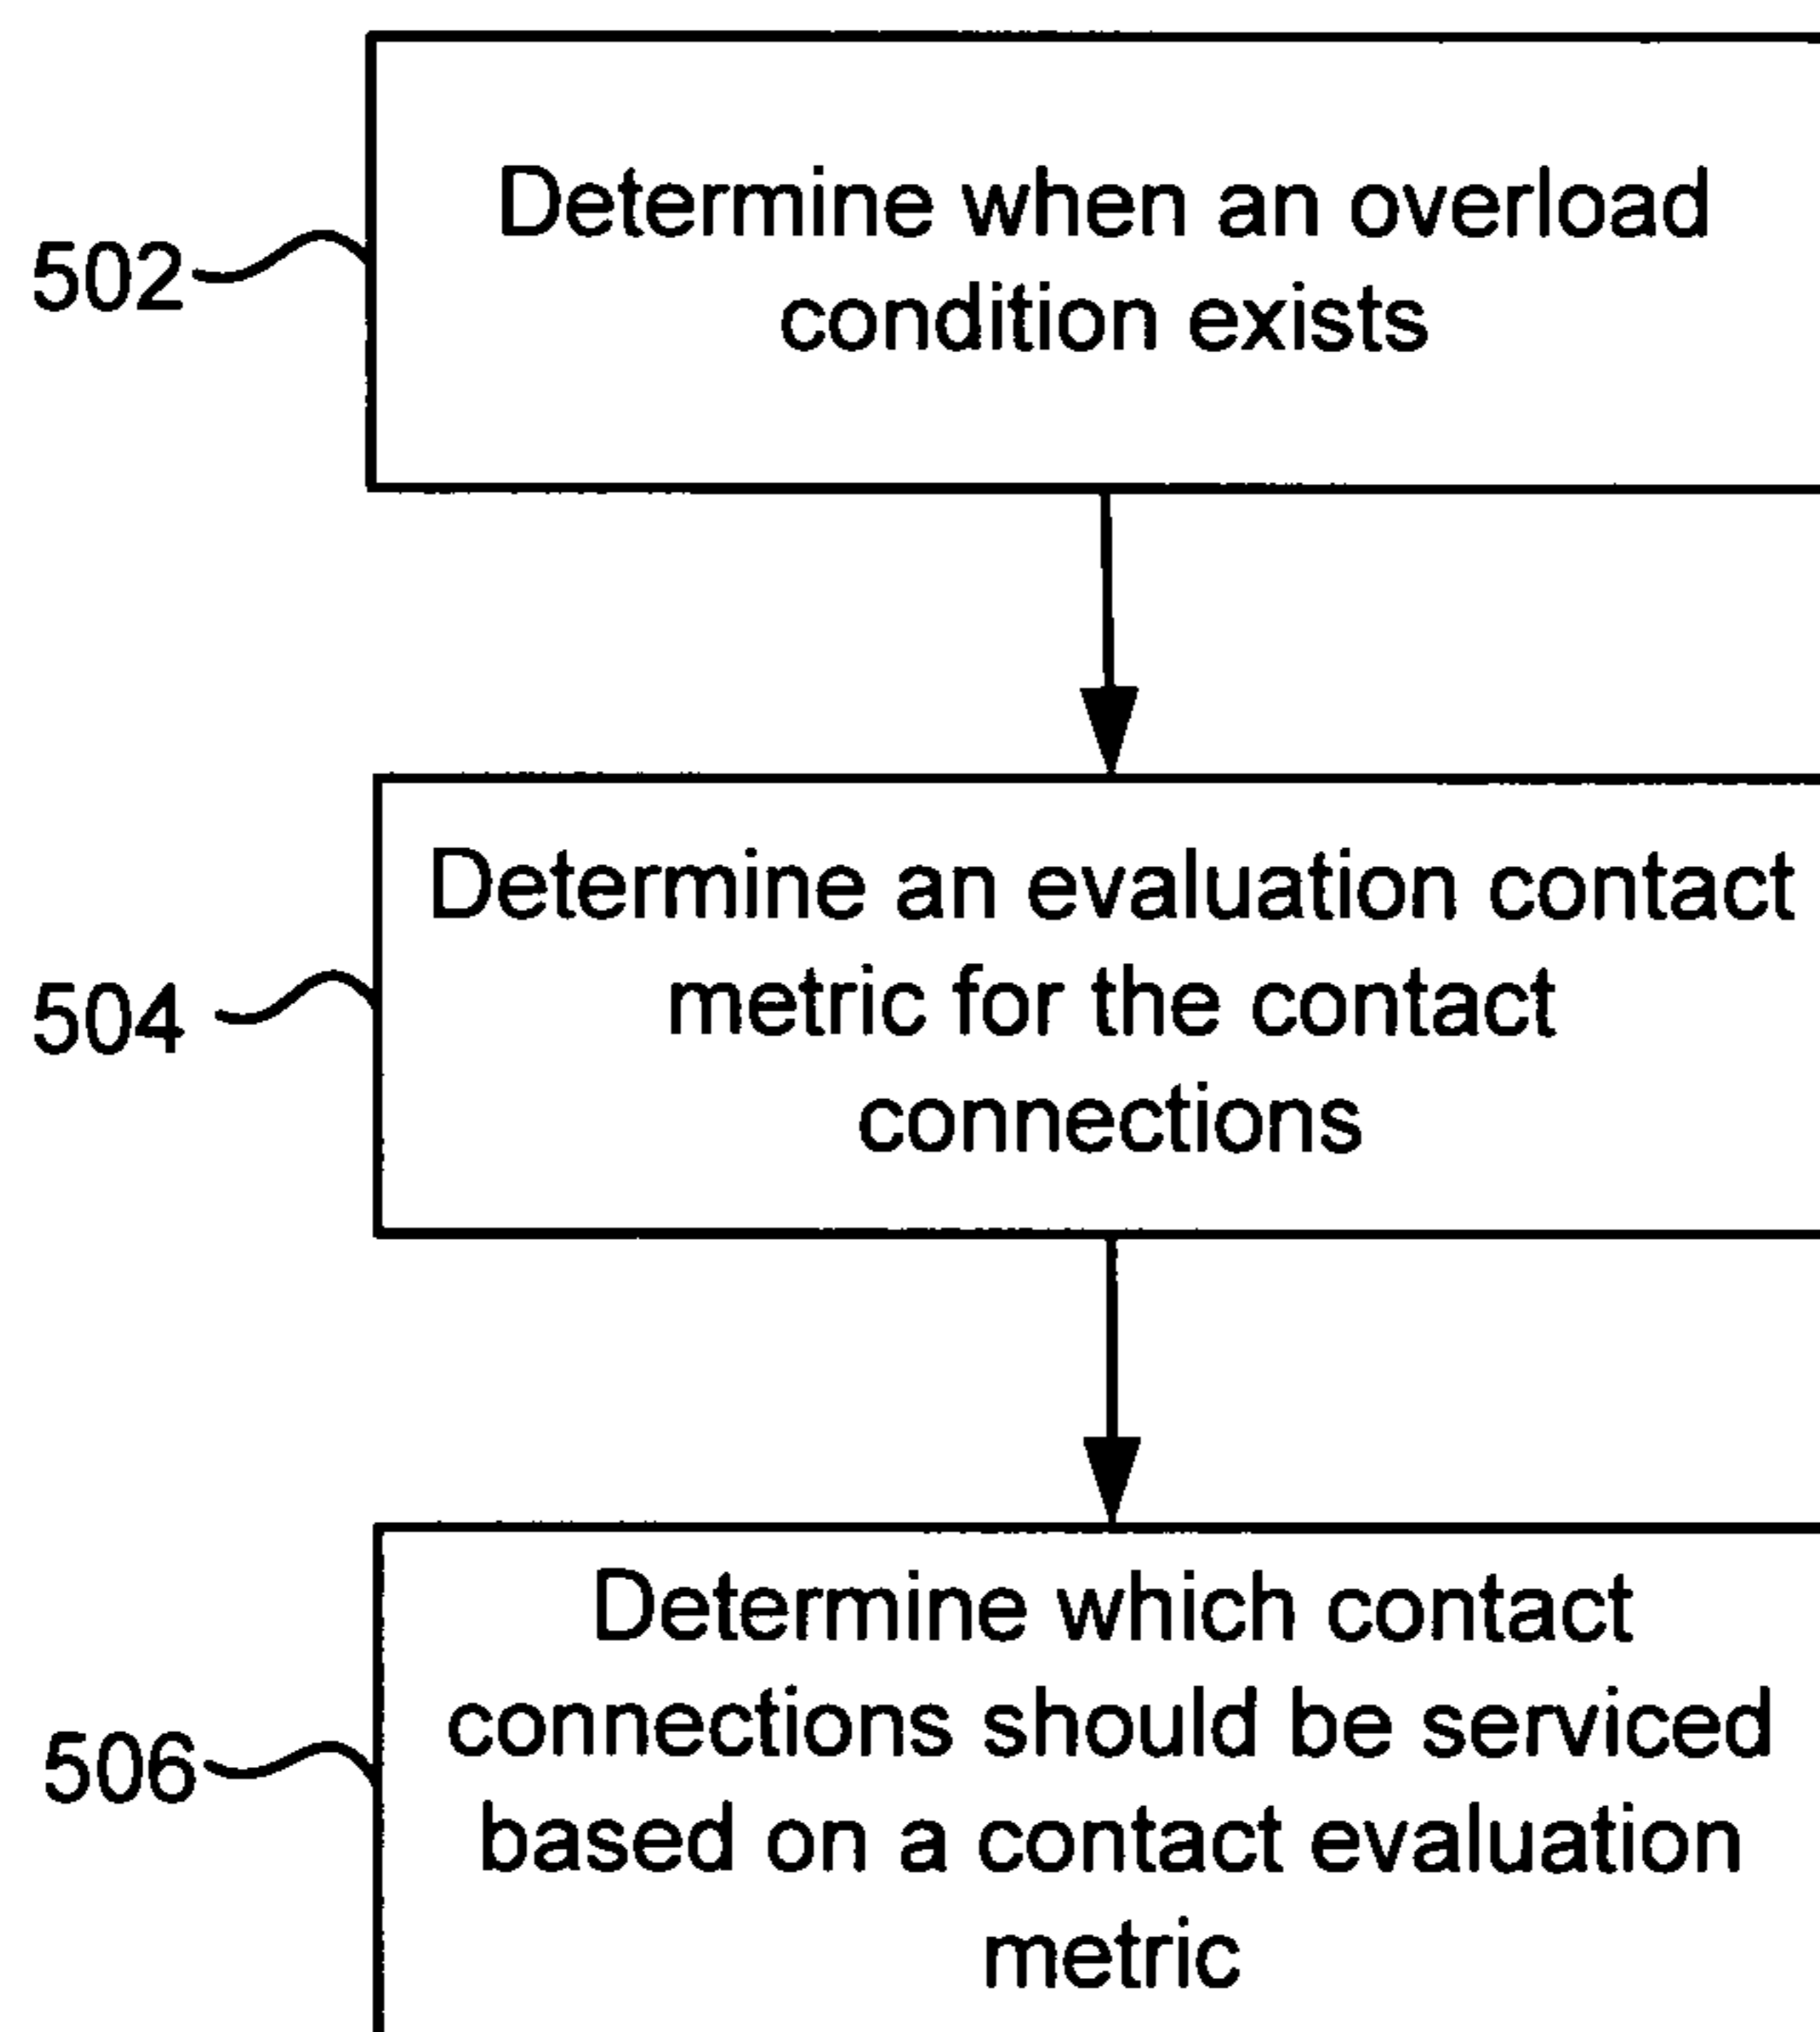 Determine when an overload
condition exists
502
Determine an evaluation contact
metric for the contact
connections
504
Determine which contact
connections should be serviced
based on a contact evaluation
metric
506